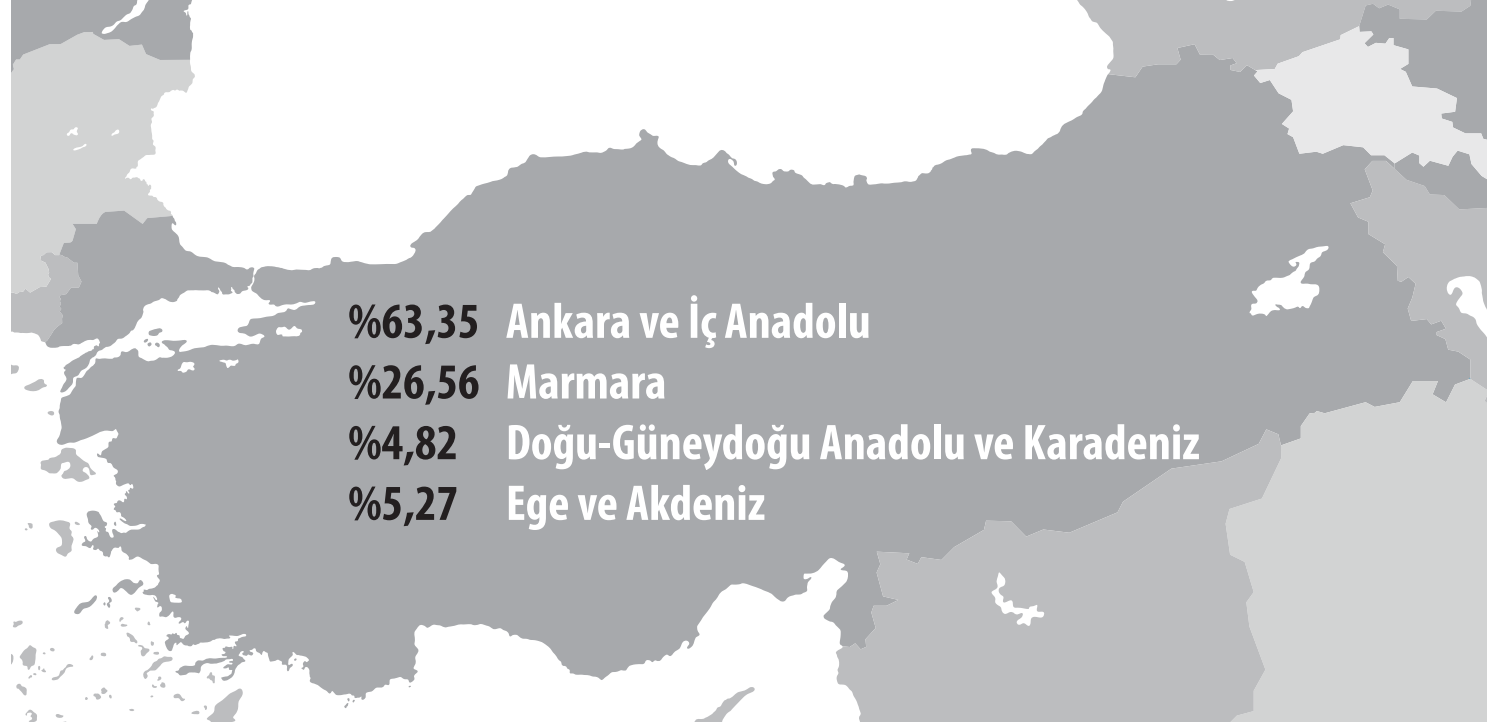 %63,35 Ankara ve İç Anadolu
%26,56 Marmara
%4,82 Doğu-Güneydoğu Anadolu ve Karadeniz
%5,27 Ege ve Akdeniz